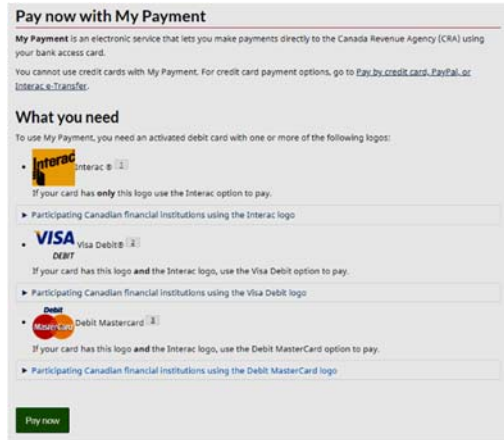 Pay now with My Payment
My Payment is an electronic service that lets you make payments directly to the Canada Revenue Agency (CRA) using
your bank access card.
You cannot use credit cards with My Payment. For credit card payment options, go to Pay by credit card, PayPal, or
Interac e-Transfer.
What you need
To use My Payment, you need an activated debit card with one or more of the following logos:
Interac Interac ® 1
If your card has only this logo use the Interac option to pay.
Participating Canadian financial institutions using the Interac logo
VISA Visa Debit® 2
DEBIT
If your card has this logo and the Interac logo, use the Visa Debit option to pay.
Participating Canadian financial institutions using the Visa Debit logo
Debit
MasterCard Debit Mastercard 3
If your card has this logo and the Interac logo, use the Debit MasterCard option to pay.
Participating Canadian financial institutions using the Debit MasterCard logo
Pay now